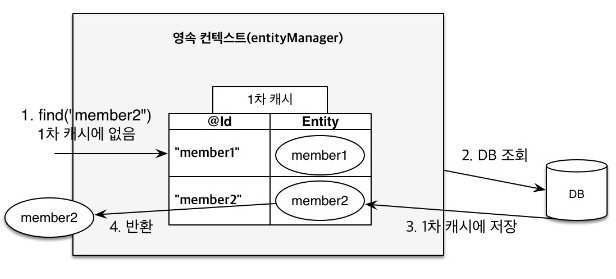 영속 컨텍스트(entityManager)
1차 캐시
1. find("member2")
1차 캐시에 없음
@Id Entity
"member1" member1
2. DB 조회
"member2" member2
DB
member2
4. 반환
3. 1차 캐시에 저장